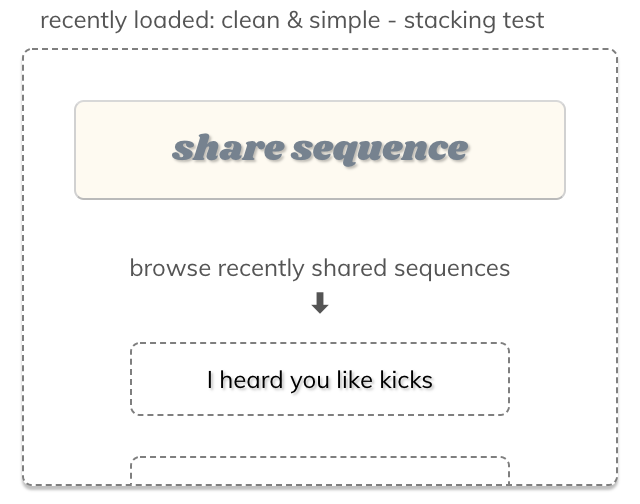 recently loaded: clean & simple - stacking test
share sequence
browse recently shared sequences
I heard you like kicks